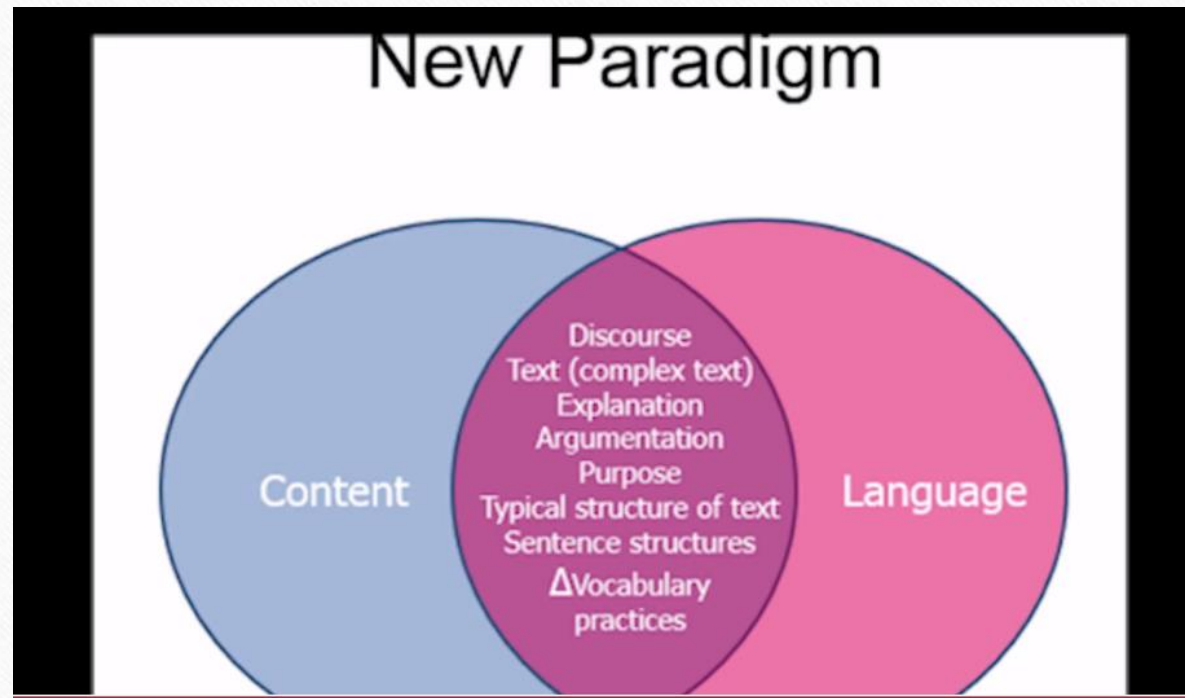 New Paradigm
Discourse
Text (complex text)
Explanation
Argumentation
Purpose
Content
Language
Typical structure of text
Sentence structures
ΔVocabulary
practices